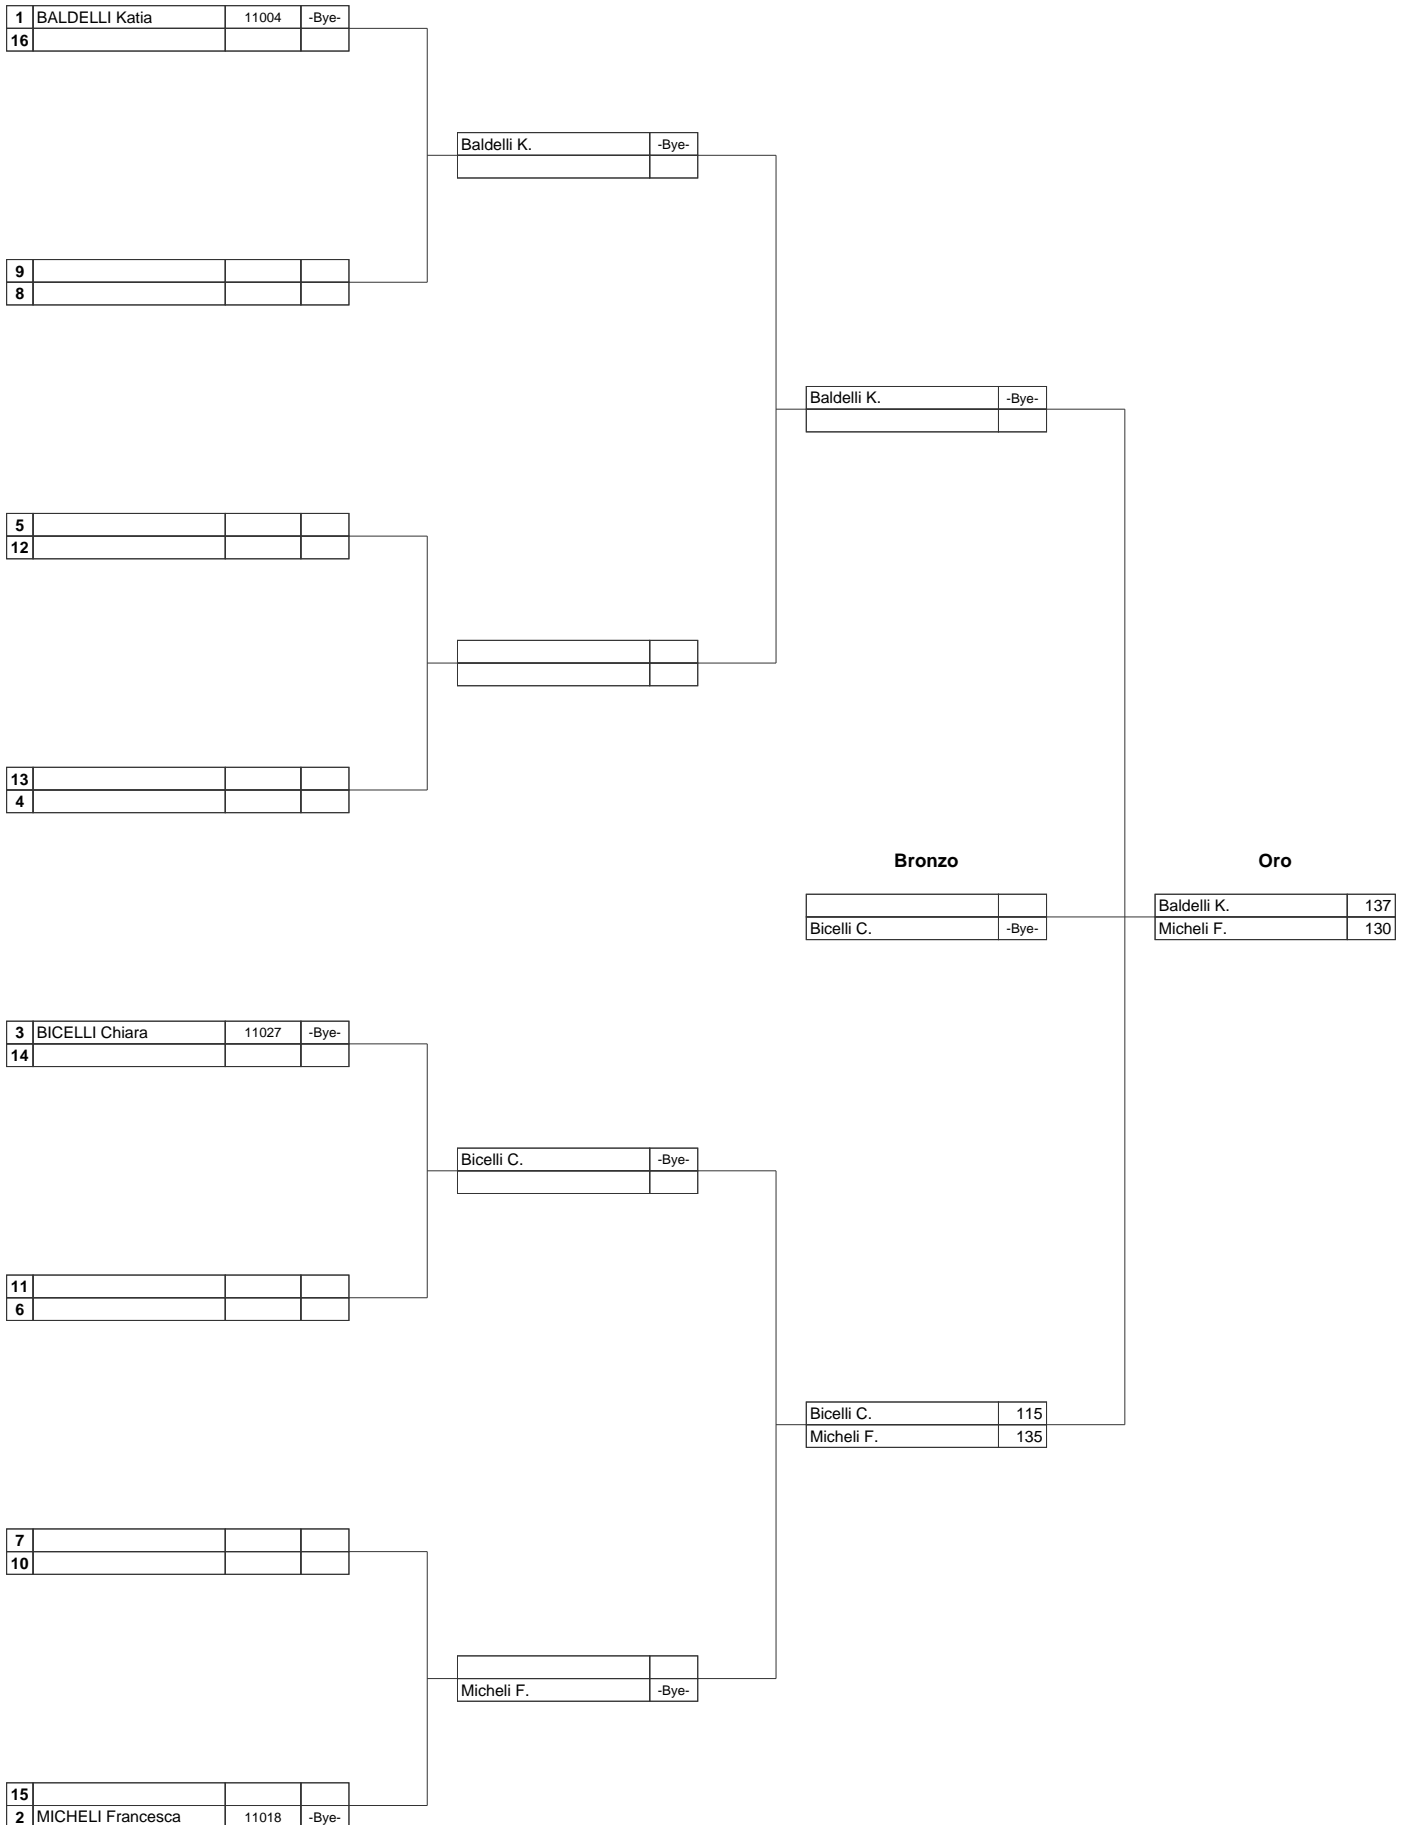 1 BALDELLI Katia 11004 -Bye-
16
Baldelli K. -Bye-
9
8
Baldelli K. -Bye-
5
12
13
4
Bronzo Oro
Baldelli K. 137
Bicelli C. -Bye- Micheli F. 130
3 BICELLI Chiara 11027 -Bye-
14
Bicelli C. -Bye-
11
6
Bicelli C. 115
Micheli F. 135
7
10
Micheli F. -Bye-
15
2 MICHELI Francesca 11018 -Bye-